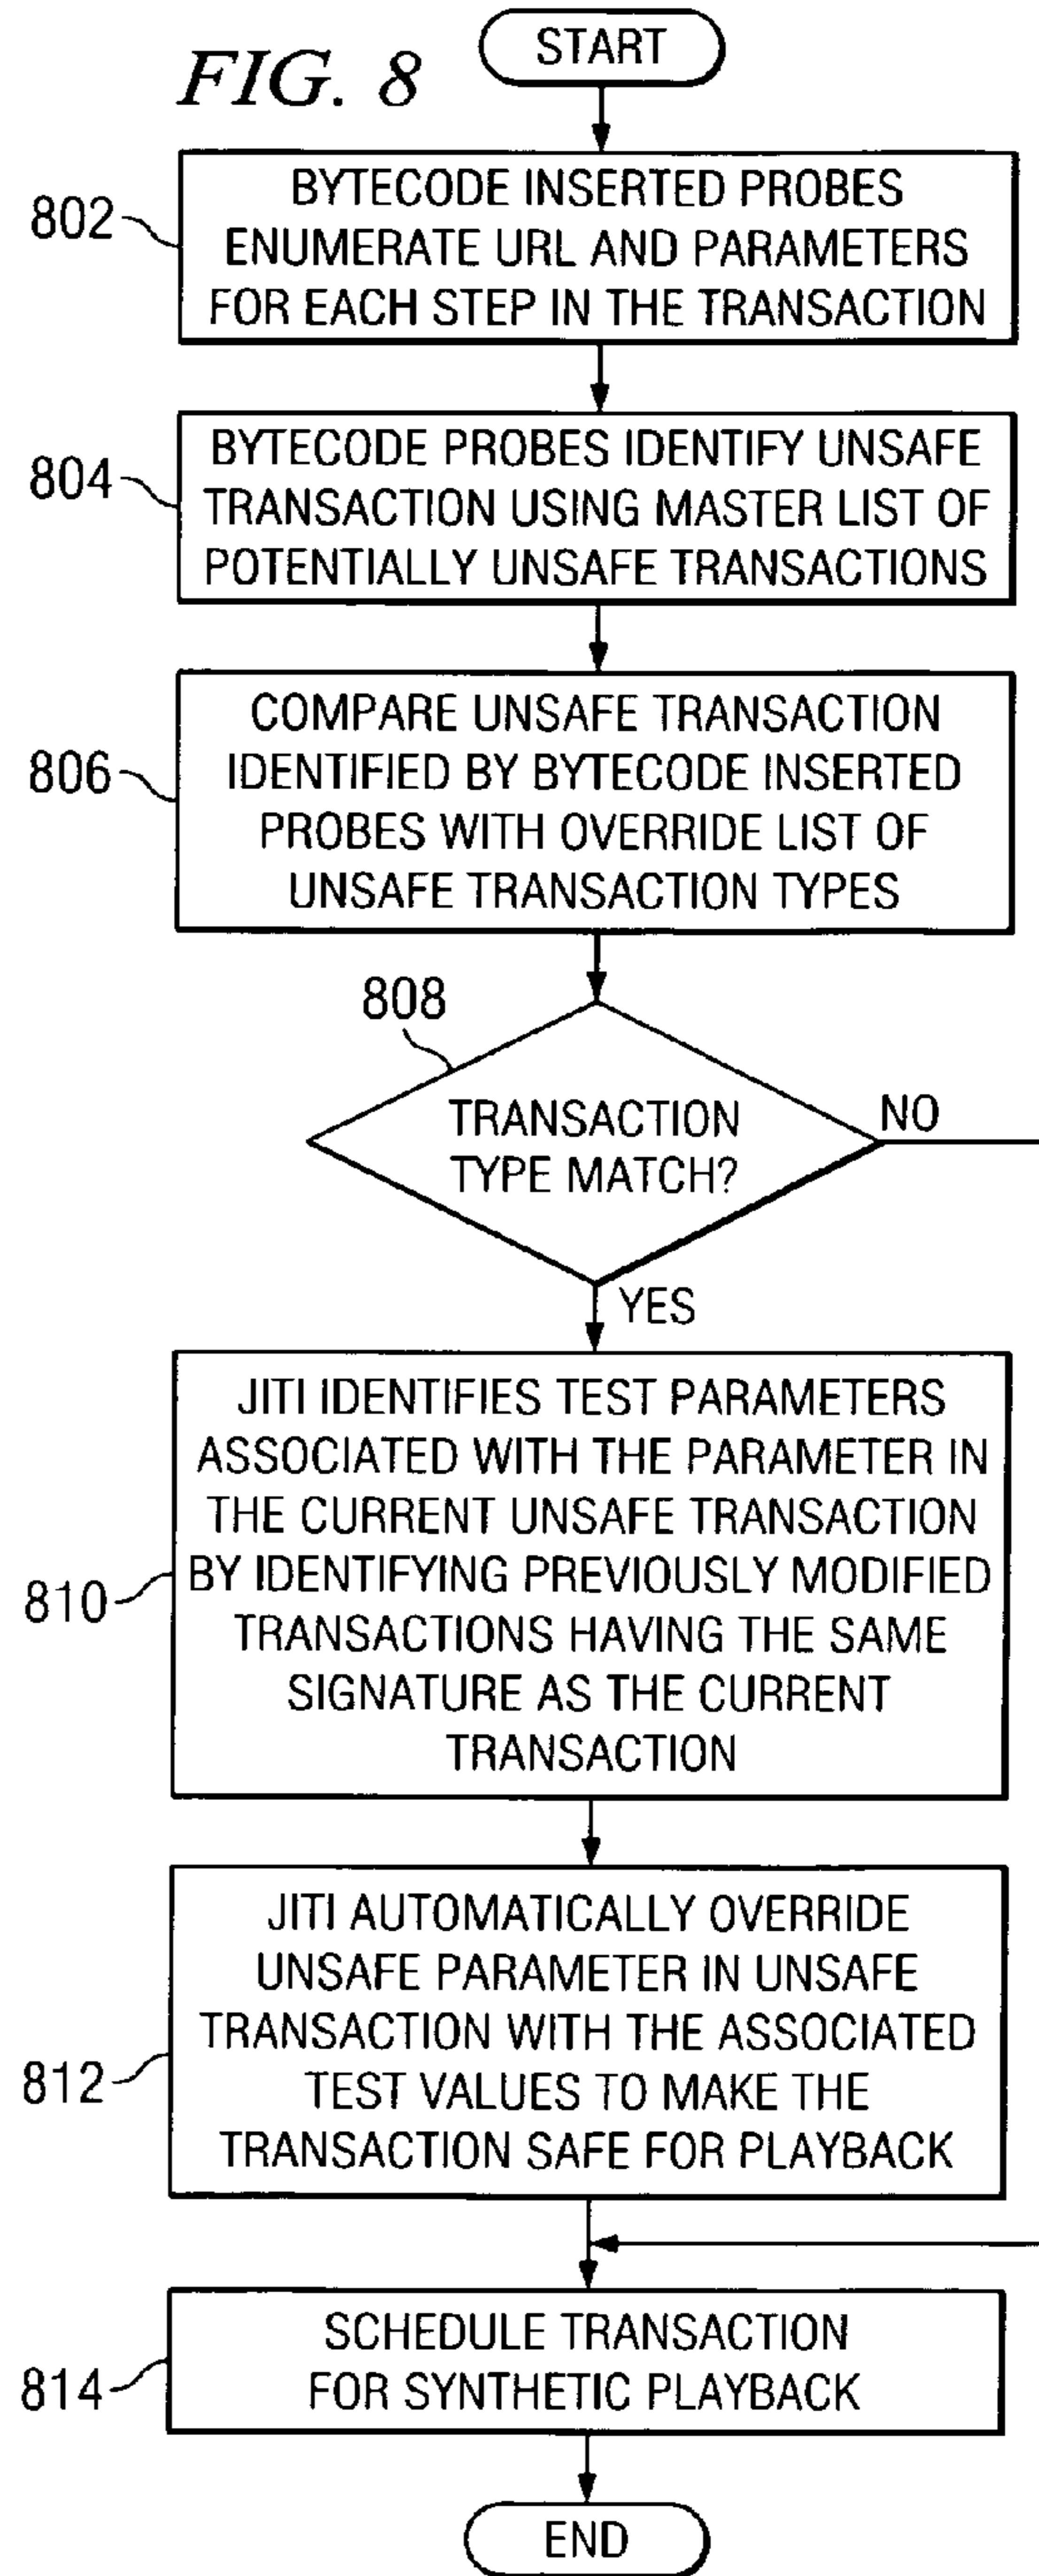 FIG. 8
START
802
BYTECODE INSERTED PROBES
ENUMERATE URL AND PARAMETERS
FOR EACH STEP IN THE TRANSACTION
804
BYTECODE PROBES IDENTIFY UNSAFE
TRANSACTION USING MASTER LIST OF
POTENTIALLY UNSAFE TRANSACTIONS
806
COMPARE UNSAFE TRANSACTION
IDENTIFIED BY BYTECODE INSERTED
PROBES WITH OVERRIDE LIST OF
UNSAFE TRANSACTION TYPES
808
TRANSACTION
TYPE MATCH?
NO
YES
810
JITI IDENTIFIES TEST PARAMETERS
ASSOCIATED WITH THE PARAMETER IN
THE CURRENT UNSAFE TRANSACTION
BY IDENTIFYING PREVIOUSLY MODIFIED
TRANSACTIONS HAVING THE SAME
SIGNATURE AS THE CURRENT
TRANSACTION
812
JITI AUTOMATICALLY OVERRIDE
UNSAFE PARAMETER IN UNSAFE
TRANSACTION WITH THE ASSOCIATED
TEST VALUES TO MAKE THE
TRANSACTION SAFE FOR PLAYBACK
814
SCHEDULE TRANSACTION
FOR SYNTHETIC PLAYBACK
END